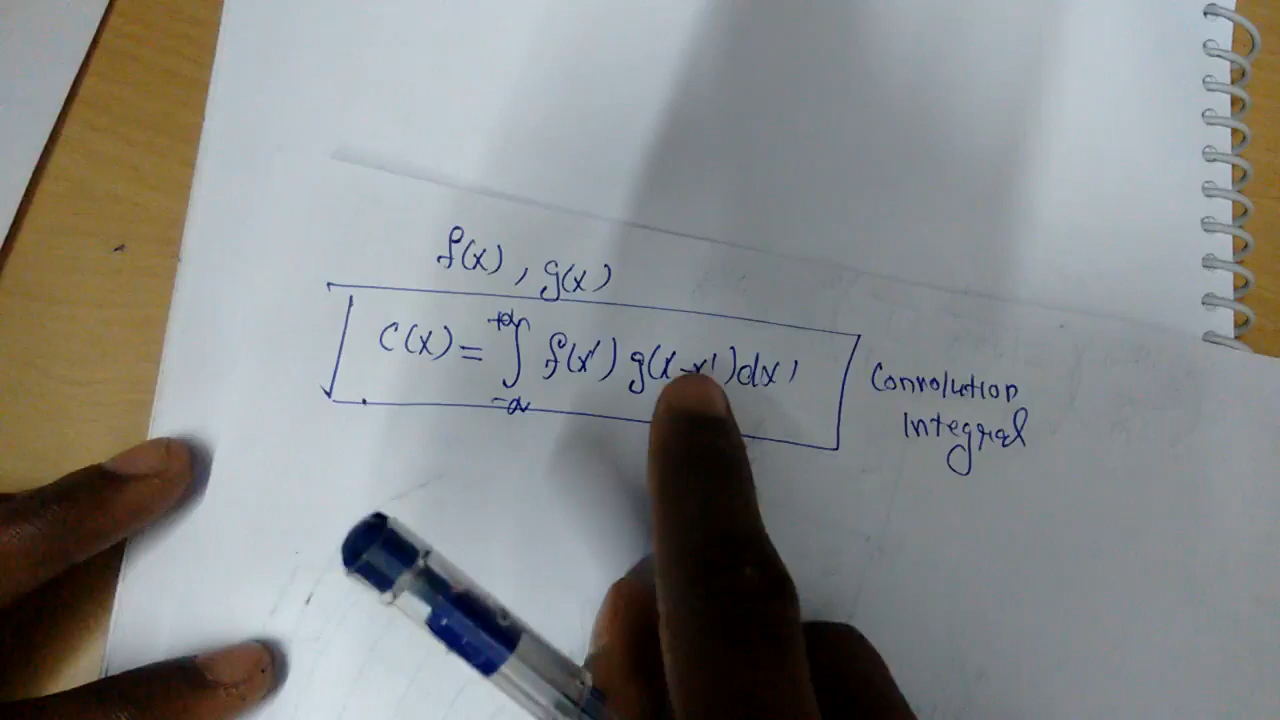 f(x), g(x)
C(x) = ∫_{-∞}^{+∞} f(x') g(x-x') dx'
Convolution
Integral